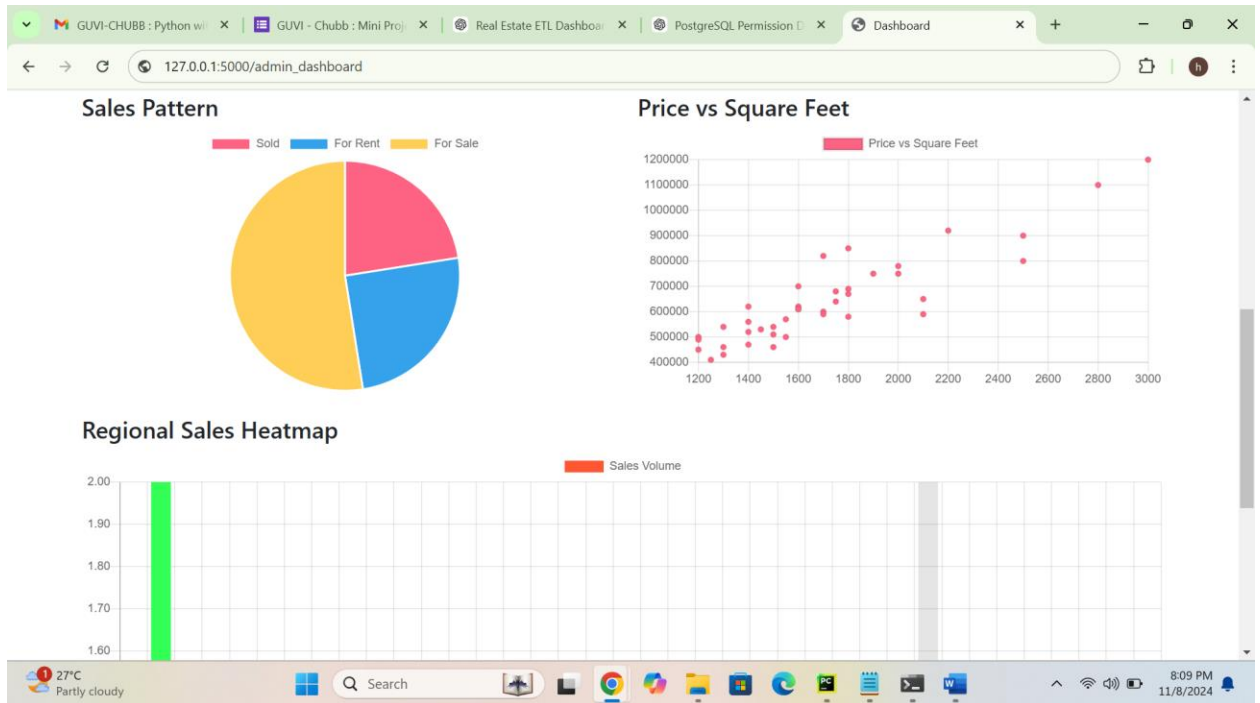 GUVI-CHUBB : Python wi
GUVI - Chubb : Mini Proj
Real Estate ETL Dashboa
PostgreSQL Permission D
Dashboard
127.0.0.1:5000/admin_dashboard
h
Sales Pattern
Sold For Rent For Sale
Price vs Square Feet
Price vs Square Feet
1200000
1100000
1000000
900000
800000
700000
600000
500000
400000
1200 1400 1600 1800 2000 2200 2400 2600 2800 3000
Regional Sales Heatmap
Sales Volume
2.00
1.90
1.80
1.70
1.60
1
27°C
Partly cloudy
Search
PC
W
8:09 PM
11/8/2024